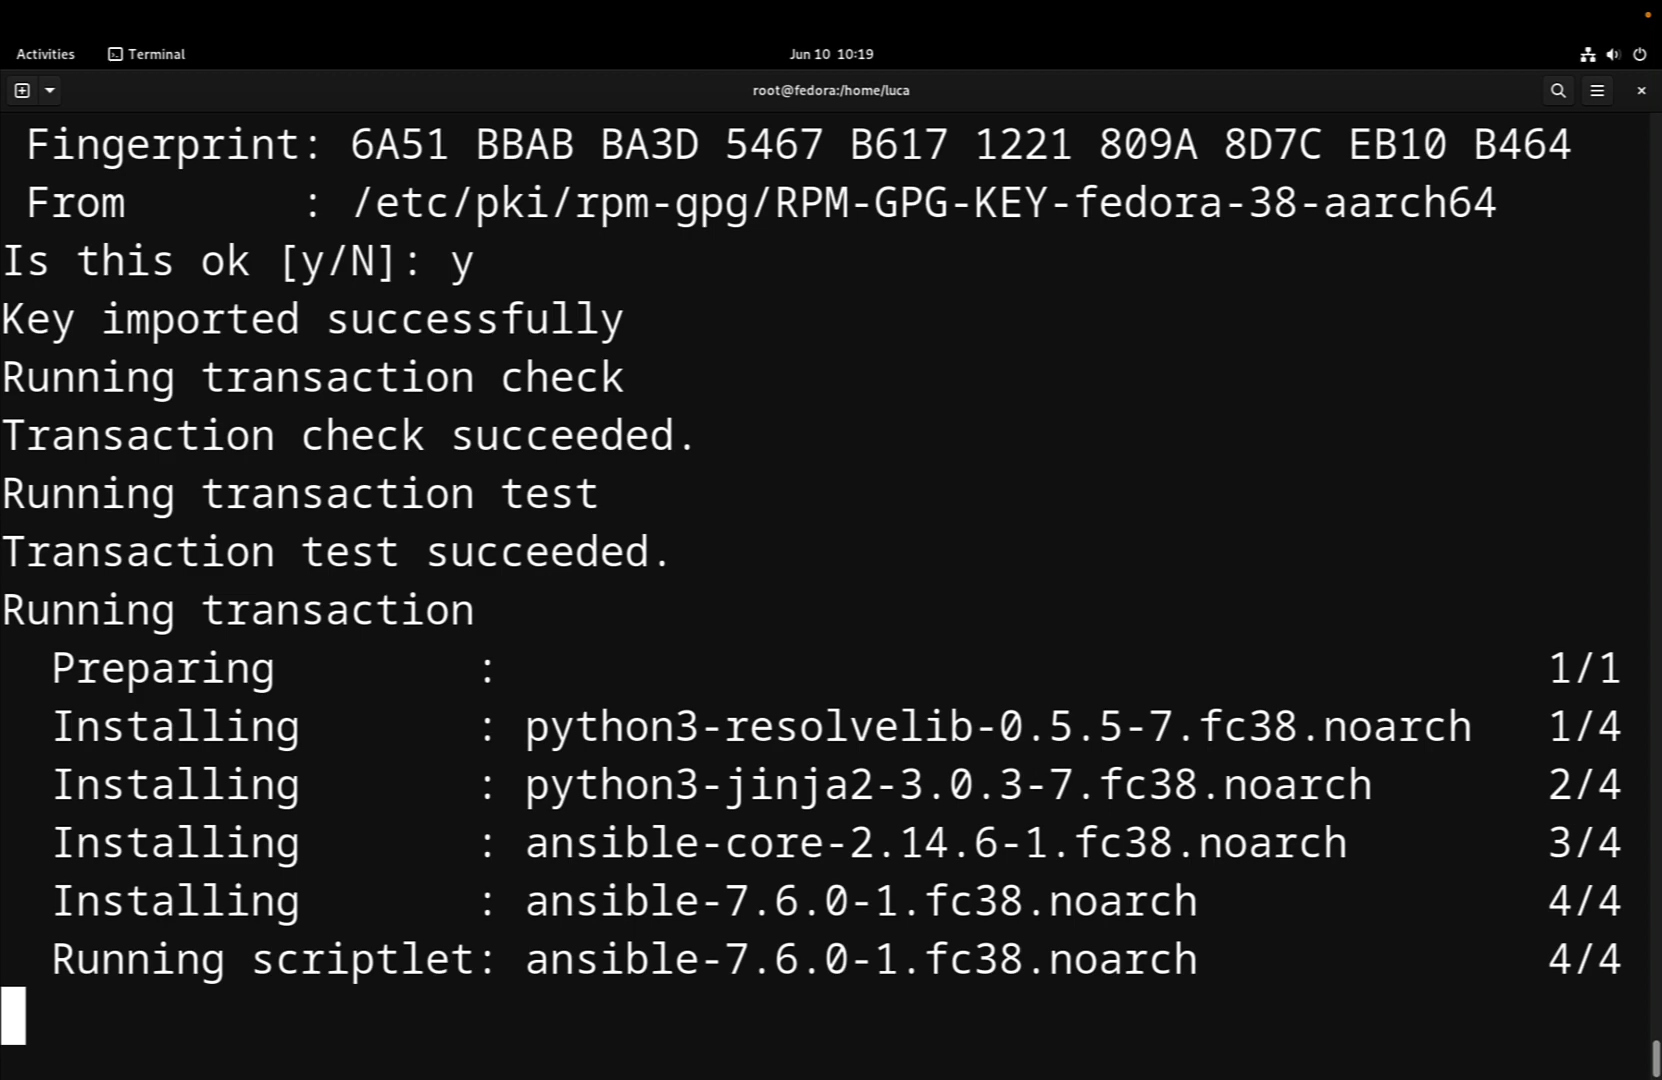 Activities Terminal Jun 10 10:19
root@fedora:/home/luca
Fingerprint: 6A51 BBAB BA3D 5467 B617 1221 809A 8D7C EB10 B464
From : /etc/pki/rpm-gpg/RPM-GPG-KEY-fedora-38-aarch64
Is this ok [y/N]: y
Key imported successfully
Running transaction check
Transaction check succeeded.
Running transaction test
Transaction test succeeded.
Running transaction
Preparing : 1/1
Installing : python3-resolvelib-0.5.5-7.fc38.noarch 1/4
Installing : python3-jinja2-3.0.3-7.fc38.noarch 2/4
Installing : ansible-core-2.14.6-1.fc38.noarch 3/4
Installing : ansible-7.6.0-1.fc38.noarch 4/4
Running scriptlet: ansible-7.6.0-1.fc38.noarch 4/4